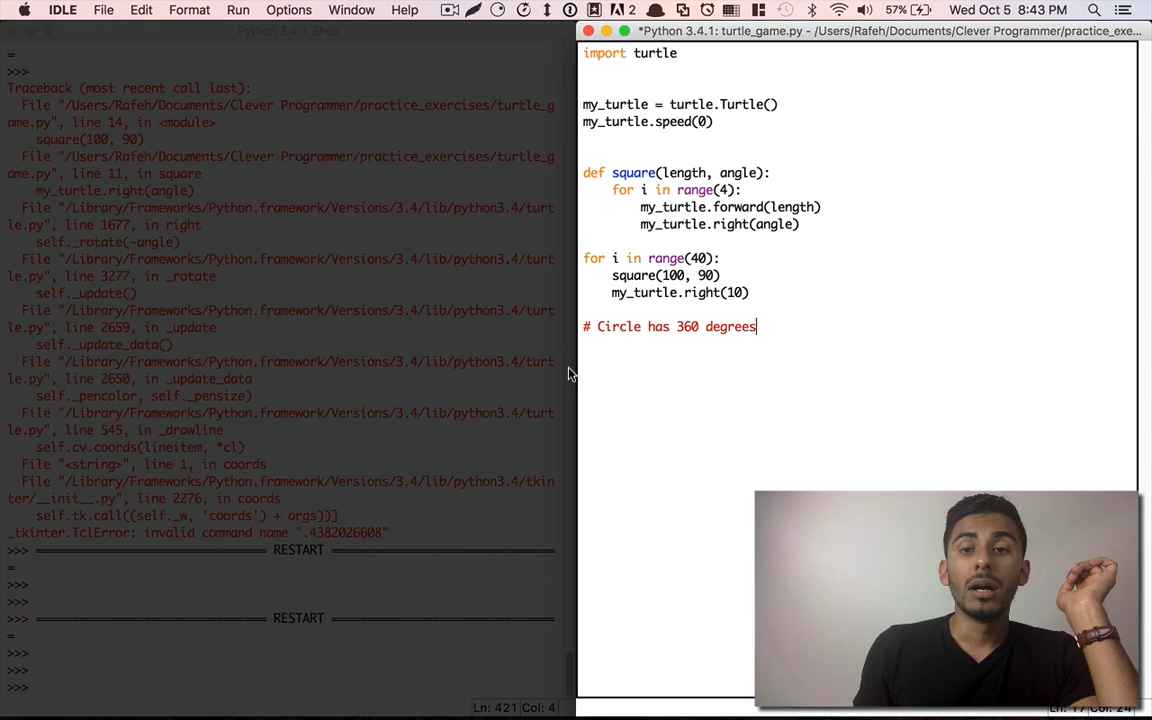 IDLE File Edit Format Run Options Window Help 2 57% Wed Oct 5 8:43 PM
Python 3.4.1 Shell
=
>>>
Traceback (most recent call last):
File "/Users/Rafeh/Documents/Clever Programmer/practice_exercises/turtle_g
ame.py", line 14, in <module>
square(100, 90)
File "/Users/Rafeh/Documents/Clever Programmer/practice_exercises/turtle_g
ame.py", line 11, in square
my_turtle.right(angle)
File "/Library/Frameworks/Python.framework/Versions/3.4/lib/python3.4/turt
le.py", line 1677, in right
self._rotate(-angle)
File "/Library/Frameworks/Python.framework/Versions/3.4/lib/python3.4/turt
le.py", line 3277, in _rotate
self._update()
File "/Library/Frameworks/Python.framework/Versions/3.4/lib/python3.4/turt
le.py", line 2659, in _update
self._update_data()
File "/Library/Frameworks/Python.framework/Versions/3.4/lib/python3.4/turt
le.py", line 2650, in _update_data
self._pencolor, self._pensize)
File "/Library/Frameworks/Python.framework/Versions/3.4/lib/python3.4/turt
le.py", line 545, in _drawline
self.cv.coords(lineitem, *cl)
File "<string>", line 1, in coords
File "/Library/Frameworks/Python.framework/Versions/3.4/lib/python3.4/tkin
ter/__init__.py", line 2276, in coords
self.tk.call((self._w, 'coords') + args))]
_tkinter.TclError: invalid command name ".4382026608"
>>> ================================ RESTART ================================
=
>>>
>>>
>>> ================================ RESTART ================================
=
>>>
>>>
>>>
Ln: 421 Col: 4
*Python 3.4.1: turtle_game.py - /Users/Rafeh/Documents/Clever Programmer/practice_exe...
import turtle
my_turtle = turtle.Turtle()
my_turtle.speed(0)
def square(length, angle):
for i in range(4):
my_turtle.forward(length)
my_turtle.right(angle)
for i in range(40):
square(100, 90)
my_turtle.right(10)
# Circle has 360 degrees
Ln: 17 Col: 24